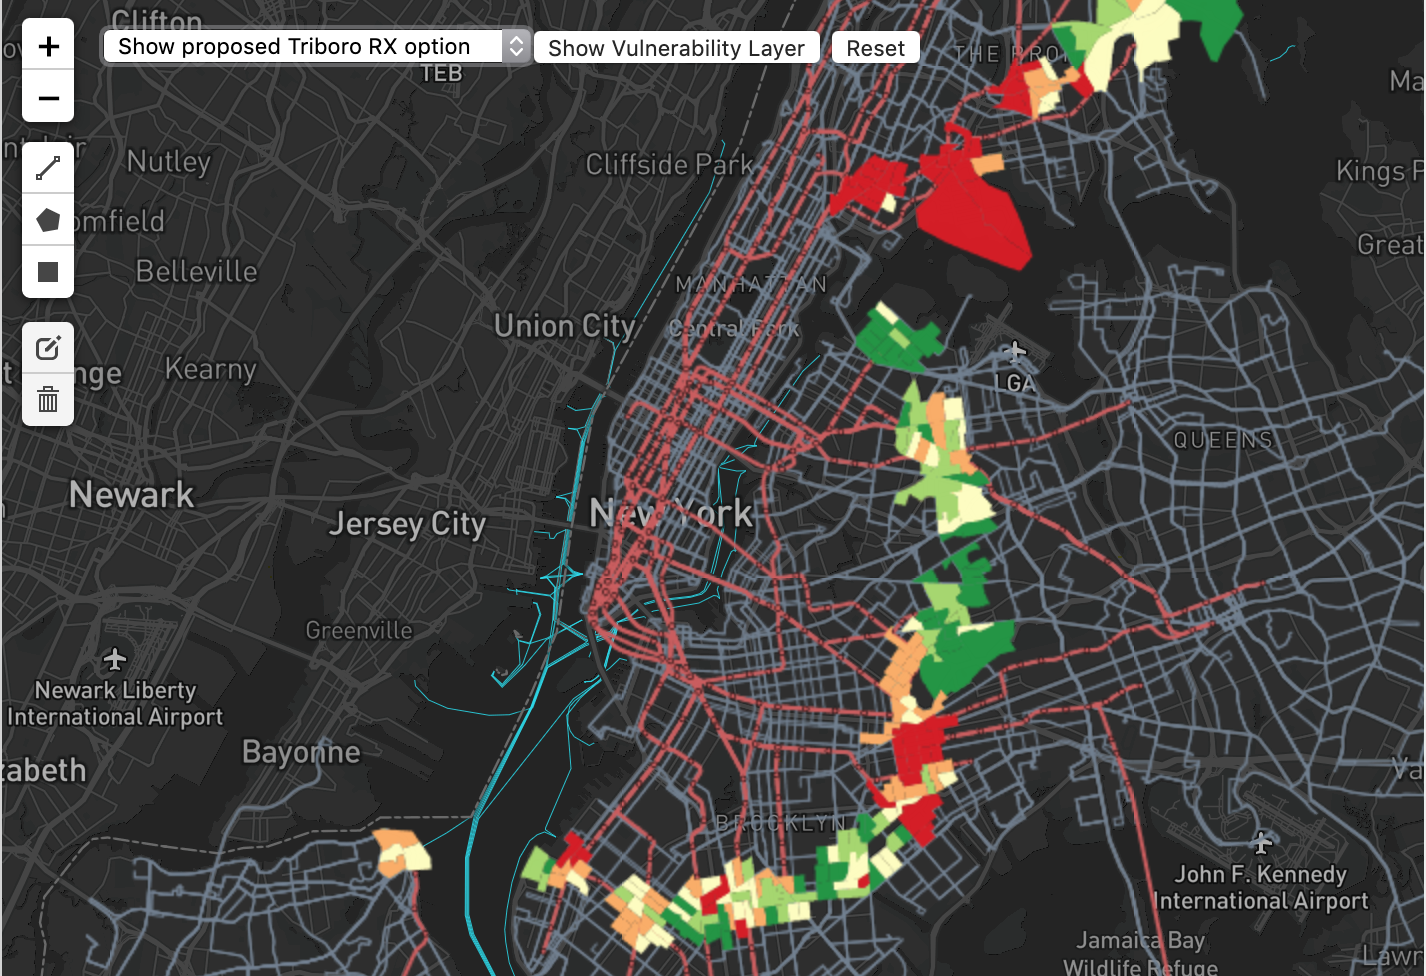 Clifton
Show proposed Triboro RX option
Show Vulnerability Layer
Reset
TEB
THE BRO
Ma
Nutley
Cliffside Park
Kings P
omfield
Belleville
Great
MANHATTAN
Union City
Central Park
Kearny
nge
LGA
QUEENS
Newark
Jersey City
New York
Greenville
Newark Liberty
International Airport
Bayonne
zabeth
Va
BROOKLYN
John F. Kennedy
International Airport
Jamaica Bay
Wildlife Refuge
Lawr